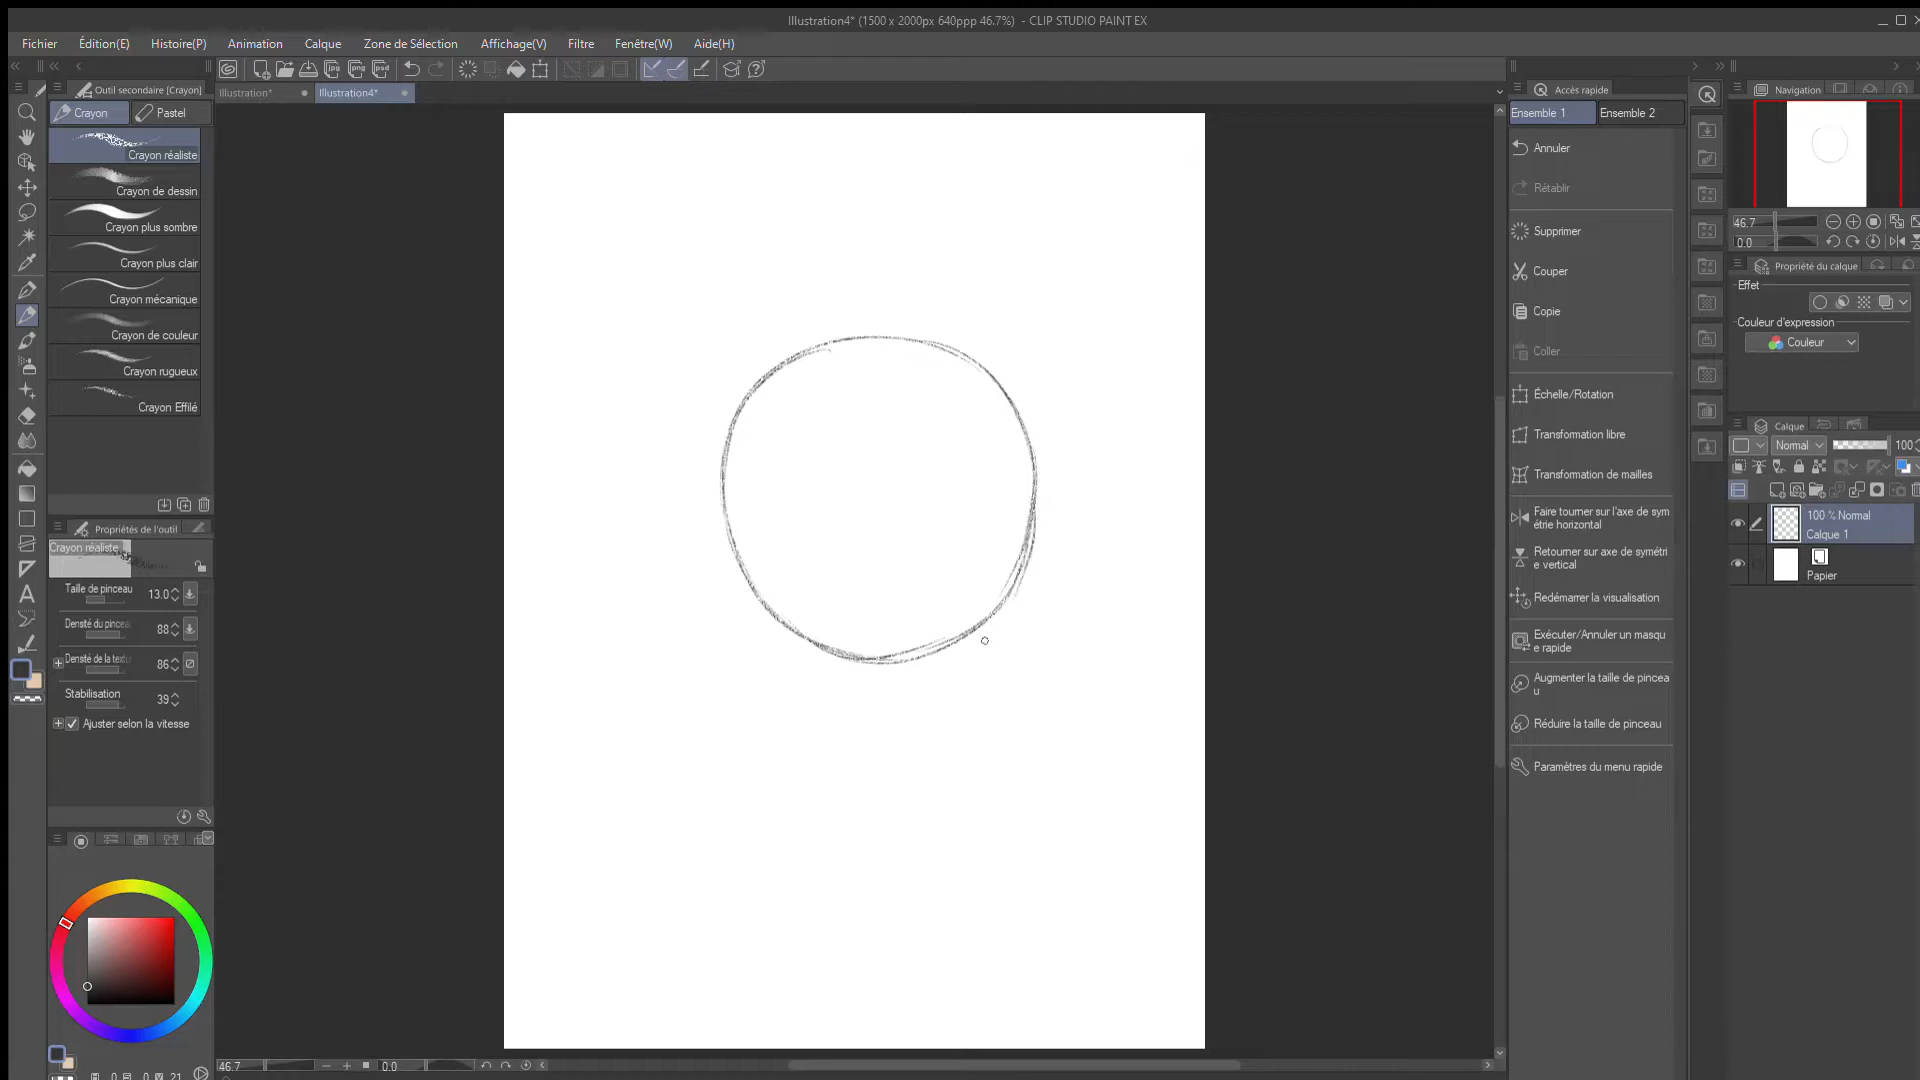 Illustration4* (1500 x 2000px 640ppp 46.7%) - CLIP STUDIO PAINT EX
Fichier Édition(E) Histoire(P) Animation Calque Zone de Sélection Affichage(V) Filtre Fenêtre(W) Aide(H)
Outil secondaire [Crayon]
Crayon Pastel
Crayon réaliste
Crayon de dessin
Crayon plus sombre
Crayon plus clair
Crayon mécanique
Crayon de couleur
Crayon rugueux
Crayon Effilé
Propriétés de l'outil
Crayon réaliste
Taille de pinceau 13.0
Densité du pincea 88
Densité de la textu 86
Stabilisation 39
Ajuster selon la vitesse
0 0 21
jpg png psd
Illustration* Illustration4*
46.7 0.0
Accès rapide
Ensemble 1 Ensemble 2
Annuler
Rétablir
Supprimer
Couper
Copie
Coller
Échelle/Rotation
Transformation libre
Transformation de mailles
Faire tourner sur l'axe de sym
étrie horizontal
Retourner sur axe de symétri
e vertical
Redémarrer la visualisation
Exécuter/Annuler un masqu
e rapide
Augmenter la taille de pincea
u
Réduire la taille de pinceau
Paramètres du menu rapide
Navigation
46.7
0.0
Propriété du calque
Effet
Couleur d'expression
Couleur
Calque
Normal 100
100 % Normal
Calque 1
Papier